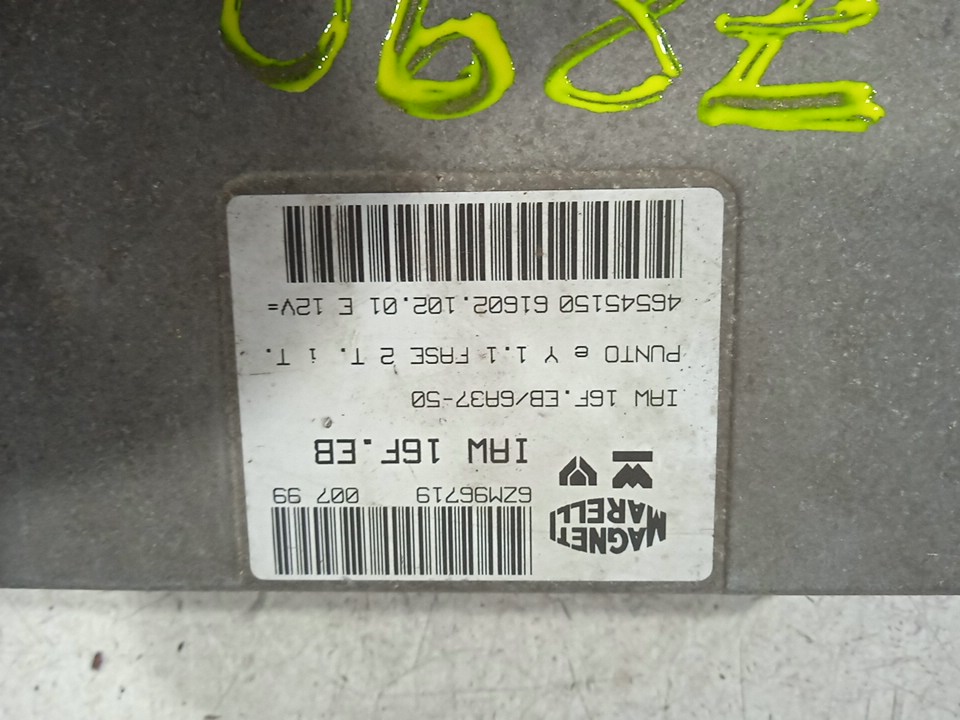 MAGNETI
MARELLI
6ZM96719 007 99
IAW 16F.EB
IAW 16F.EB/6A37-50
PUNTO e Y 1.1 FASE 2 T. i T.
46545150 61602.102.01 E 12V=
7890